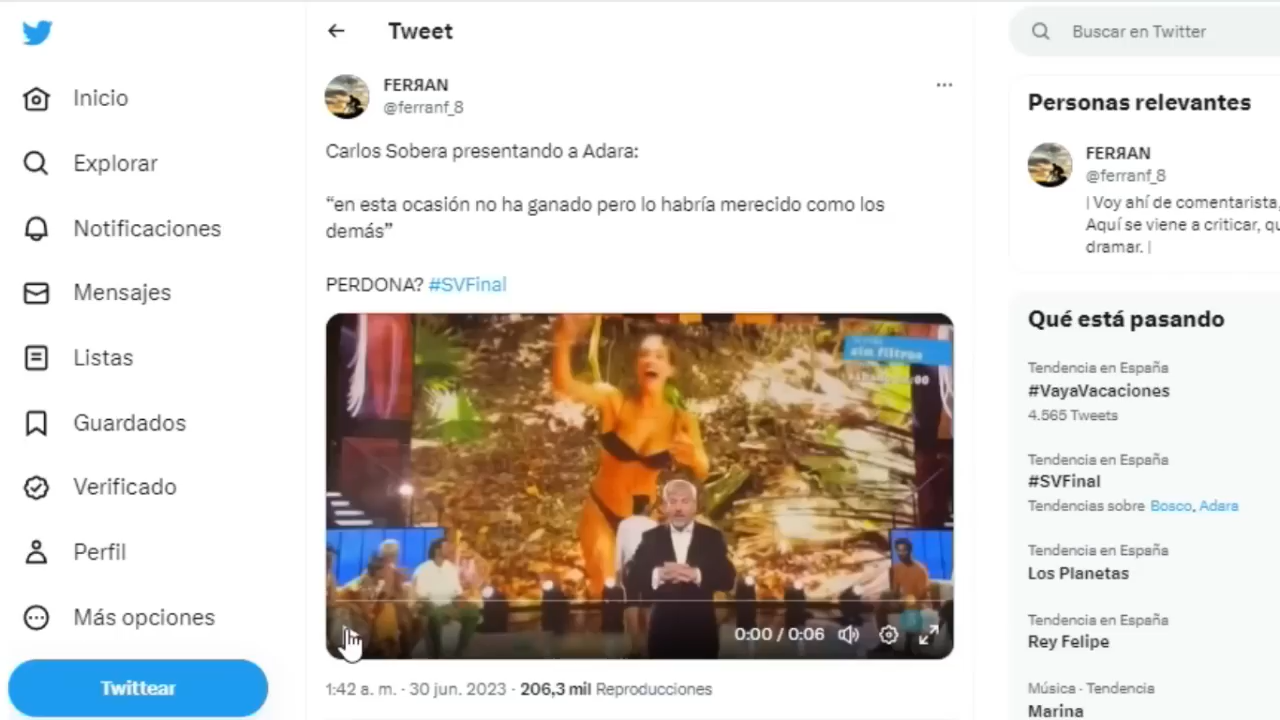 Tweet
Buscar en Twitter
Inicio
Explorar
Notificaciones
Mensajes
Listas
Guardados
Verificado
Perfil
Más opciones
Twittear
FERЯAN
@ferranf_8
Carlos Sobera presentando a Adara:
“en esta ocasión no ha ganado pero lo habría merecido como los
demás”
PERDONA? #SVFinal
sin filtros
0:00 / 0:06
1:42 a. m. · 30 jun. 2023 · 206,3 mil Reproducciones
Personas relevantes
FERЯAN
@ferranf_8
| Voy ahí de comentarista,
Aquí se viene a criticar, qu
dramar. |
Qué está pasando
Tendencia en España
#VayaVacaciones
4.565 Tweets
Tendencia en España
#SVFinal
Tendencias sobre Bosco, Adara
Tendencia en España
Los Planetas
Tendencia en España
Rey Felipe
Música · Tendencia
Marina